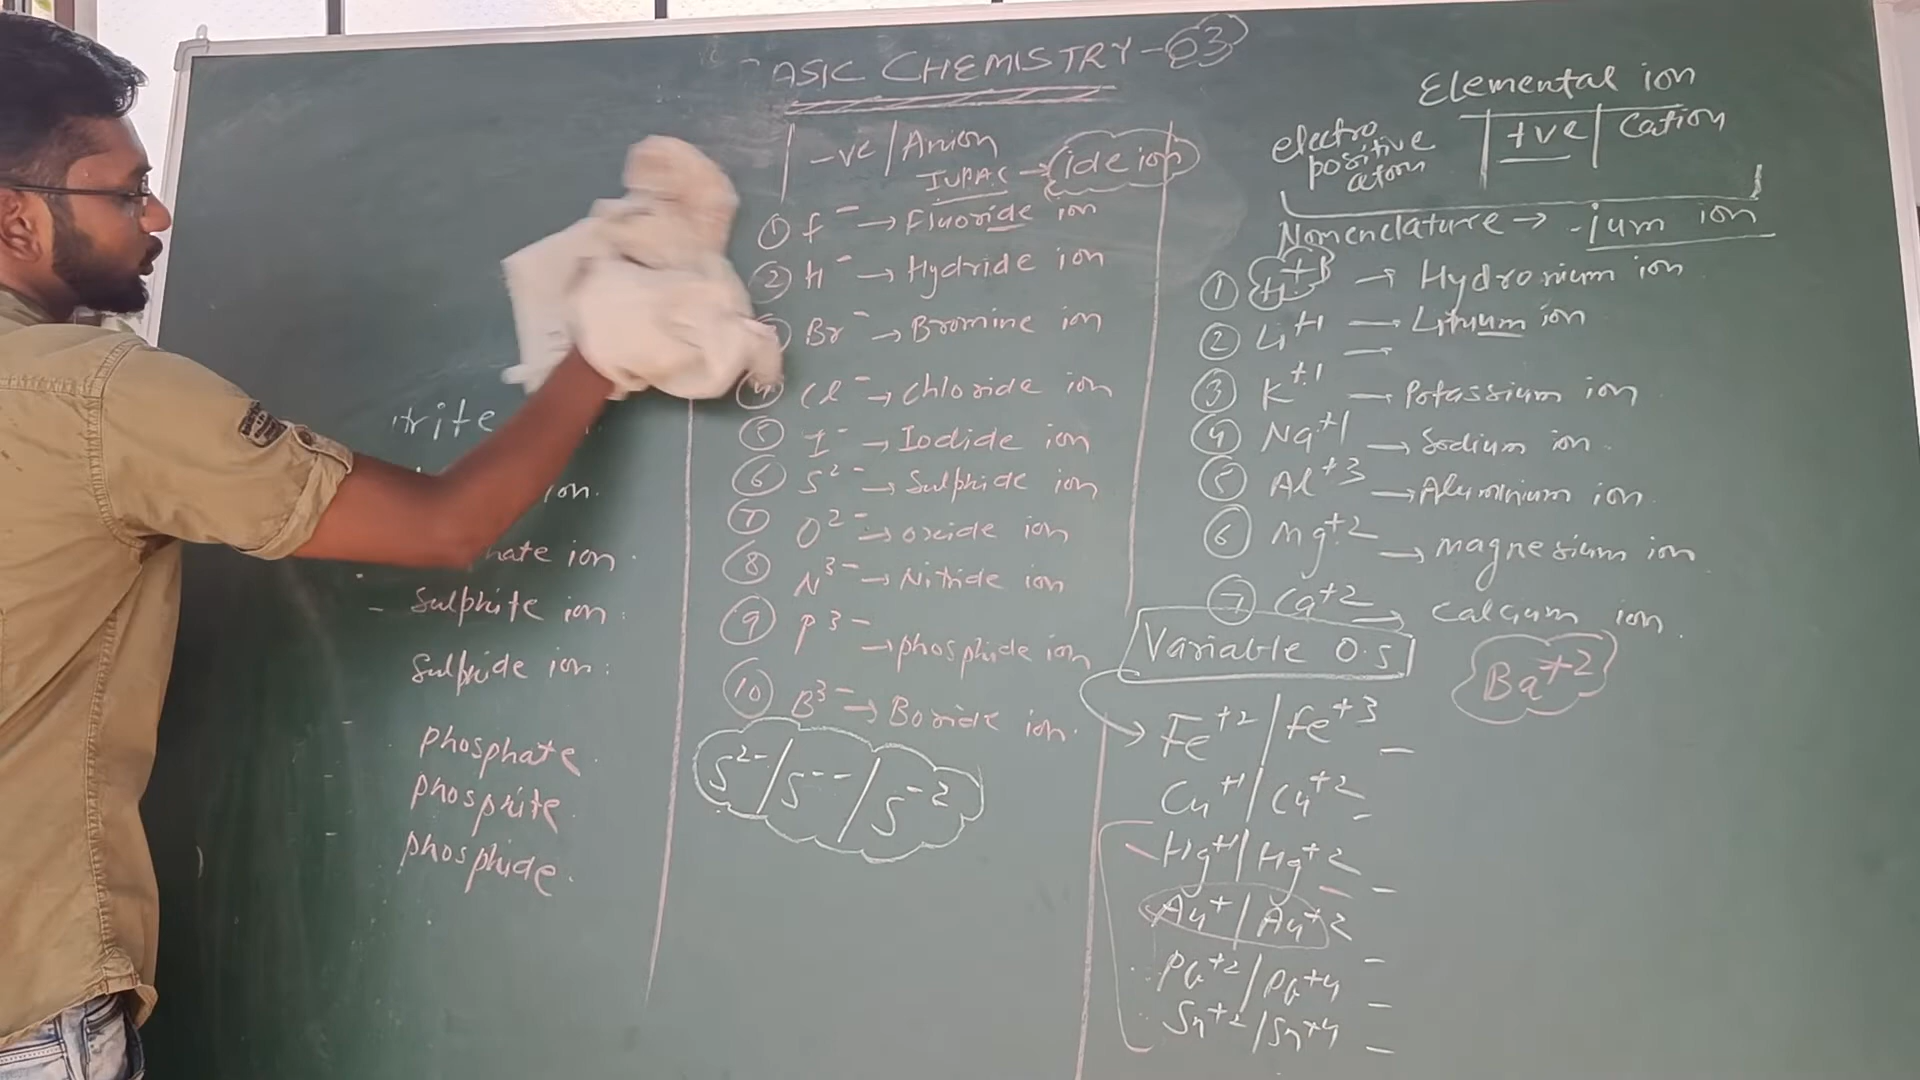 ASIC CHEMISTRY-03
trite
ion.
nate ion.
Sulphite ion.
Sulphide ion.
phosphate.
phosphite.
phosphide.
-ve | Anion
IUPAC → ide ion
① F⁻ → Fluoride ion
② H⁻ → Hydride ion
Br⁻ → Bromine ion
④ Cl⁻ → Chloride ion
⑤ I⁻ → Iodide ion
⑥ S²⁻ → Sulphide ion
⑦ O²⁻ → oxide ion
⑧ N³⁻ → Nitride ion
⑨ P³⁻ → phosphide ion
⑩ B³⁻ → Boride ion.
S²⁻ / S⁻⁻ / S⁻²
Elemental ion
electro positive atom | +ve | Cation
Nomenclature → -ium ion
① H⁺ → Hydronium ion
② Li⁺¹ → Lithium ion
③ K⁺¹ → Potassium ion
④ Na⁺¹ → Sodium ion
⑤ Al⁺³ → Aluminium ion
⑥ Mg⁺² → magnesium ion
⑦ Ca⁺² → Calcium ion.
Variable O.S
Ba⁺²
Fe⁺² / Fe⁺³ –
Cu⁺¹ / Cu⁺² –
Hg⁺¹ / Hg⁺² –
Au⁺ / Au⁺² –
Pb⁺² / Pb⁺⁴ –
Sn⁺² / Sn⁺⁴ –